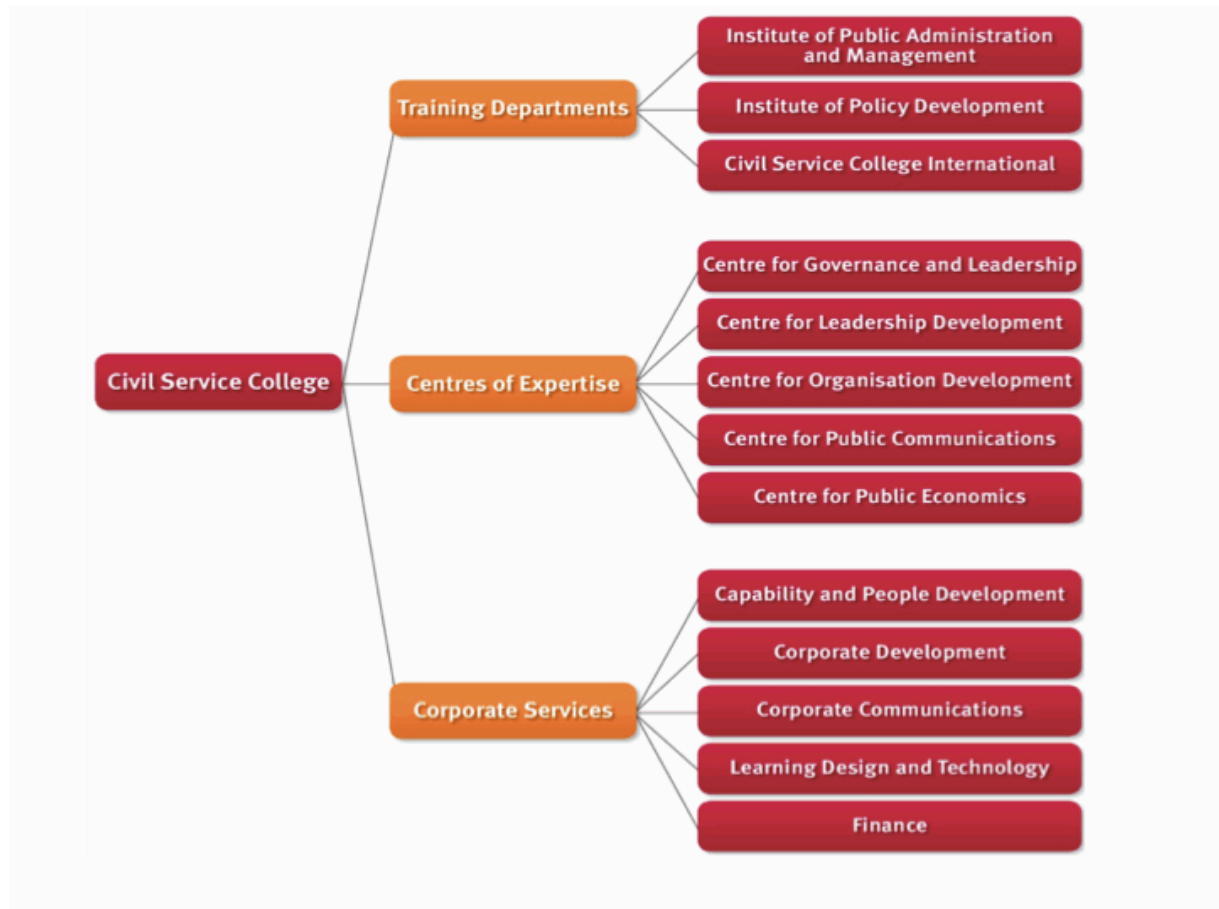 Civil Service College
Training Departments
Institute of Public Administration
and Management
Institute of Policy Development
Civil Service College International
Centres of Expertise
Centre for Governance and Leadership
Centre for Leadership Development
Centre for Organisation Development
Centre for Public Communications
Centre for Public Economics
Corporate Services
Capability and People Development
Corporate Development
Corporate Communications
Learning Design and Technology
Finance